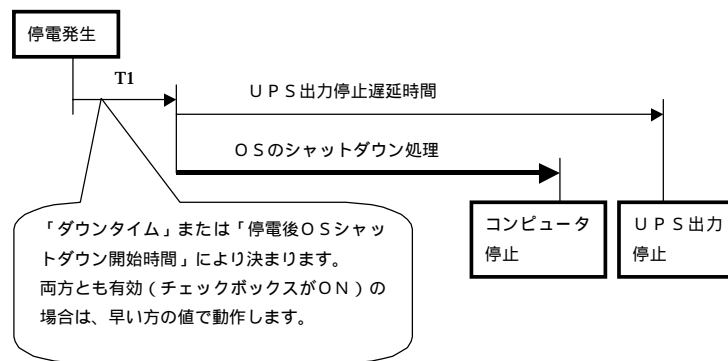 停電発生
T1
ＵＰＳ出力停止遅延時間
ＯＳのシャットダウン処理
「ダウンタイム」または「停電後ＯＳシャッ
トダウン開始時間」により決まります。
両方とも有効（チェックボックスがＯＮ）の
場合は、早い方の値で動作します。
コンピュータ
停止
ＵＰＳ出力
停止